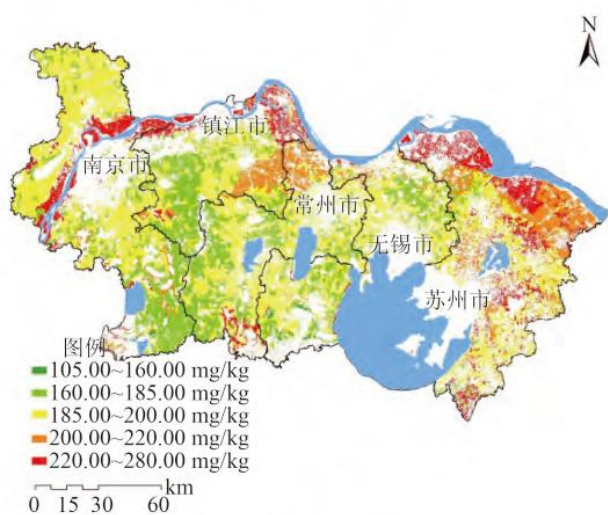 N
镇江市
南京市
常州市
无锡市
苏州市
图例
105.00~160.00 mg/kg
160.00~185.00 mg/kg
185.00~200.00 mg/kg
200.00~220.00 mg/kg
220.00~280.00 mg/kg
km
0 15 30 60